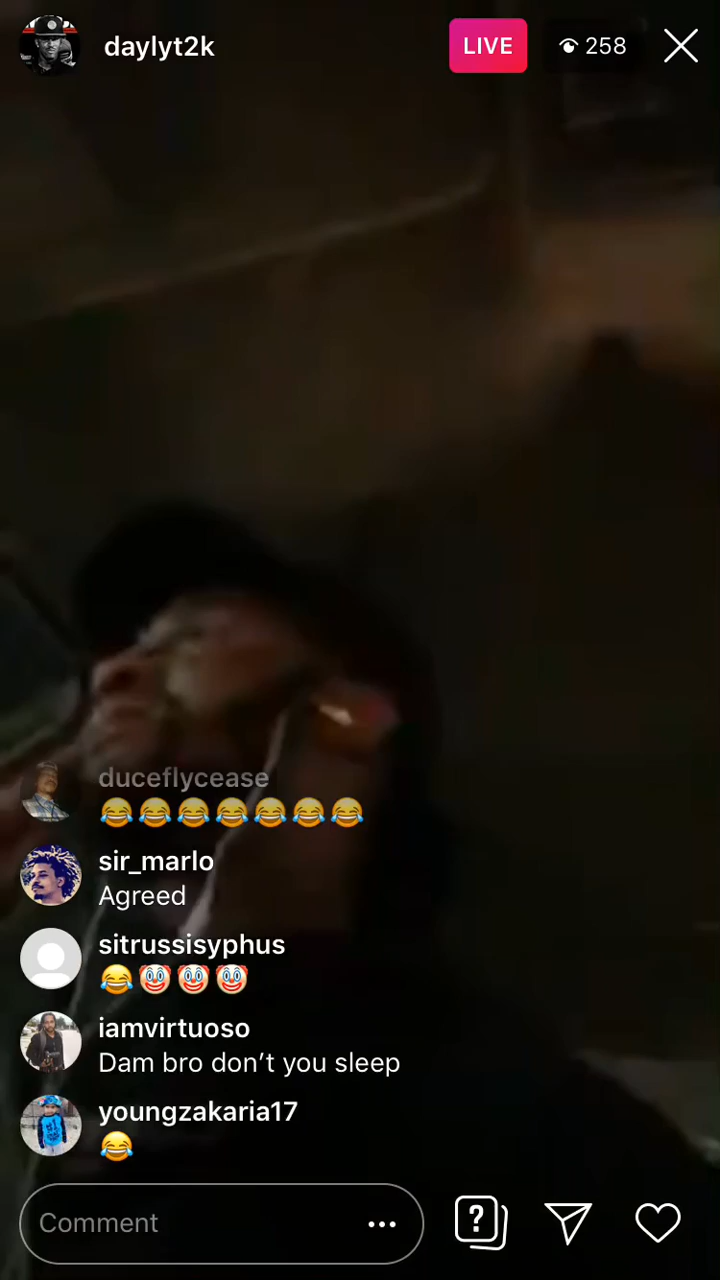 daylyt2k
LIVE
258
duceflycease
😂😂😂😂😂😂😂
sir_marlo
Agreed
sitrussisyphus
😂🤡🤡🤡
iamvirtuoso
Dam bro don’t you sleep
youngzakaria17
😂
Comment
?